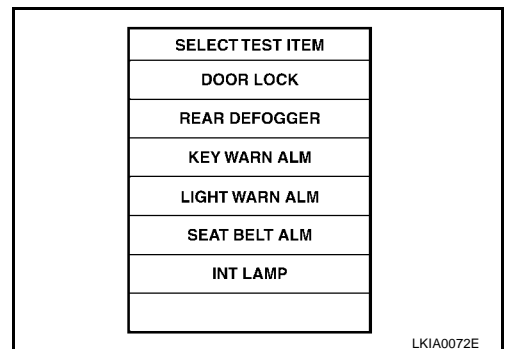 SELECT TEST ITEM
DOOR LOCK
REAR DEFOGGER
KEY WARN ALM
LIGHT WARN ALM
SEAT BELT ALM
INT LAMP
LKIA0072E